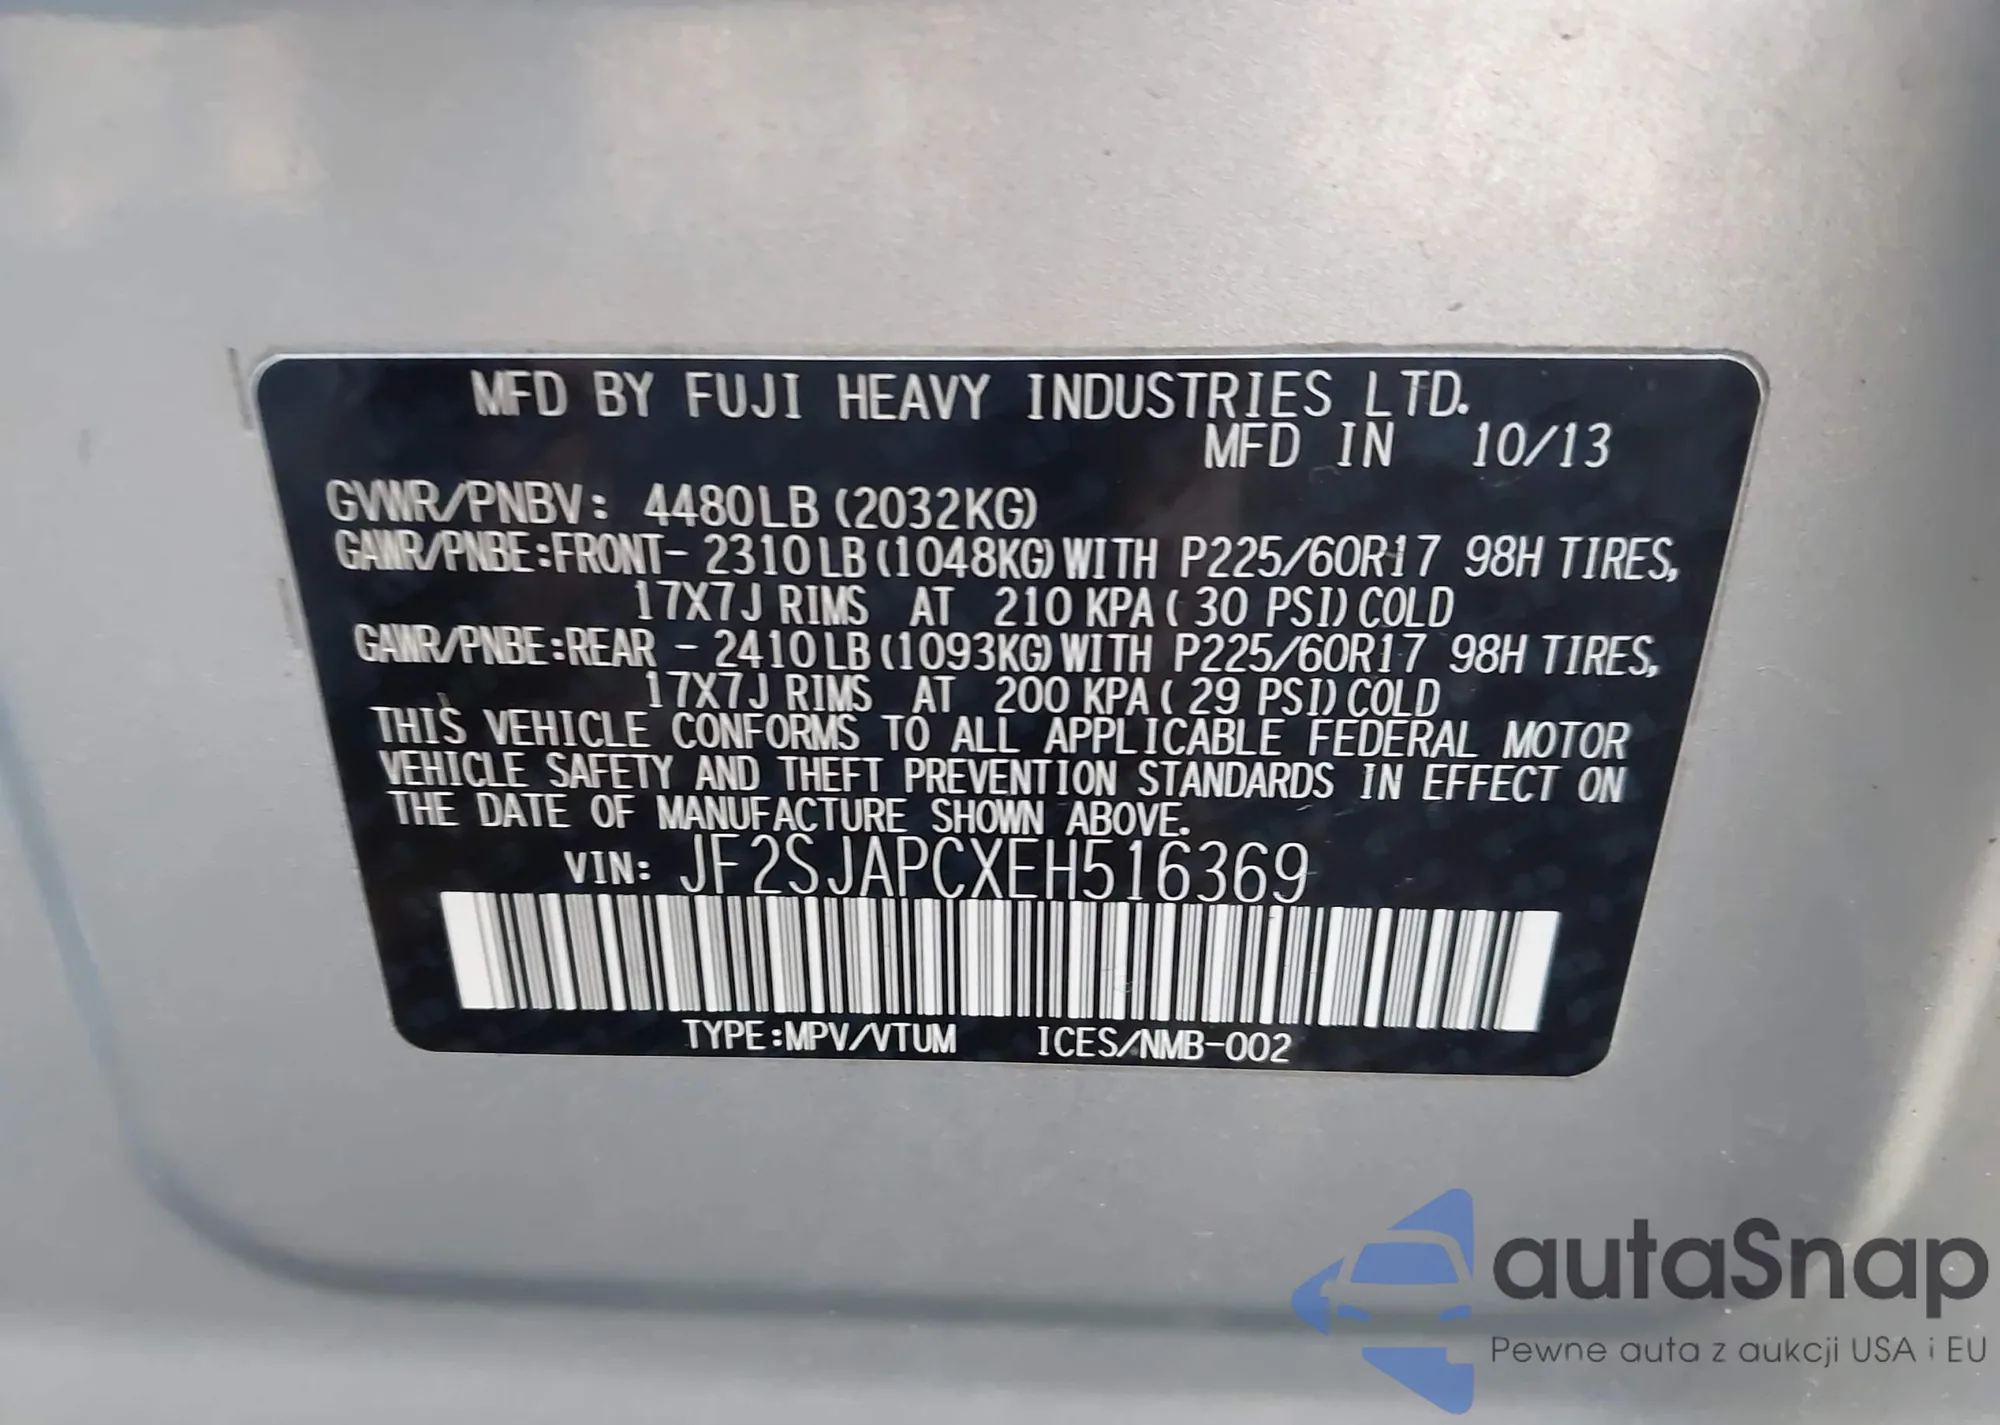 MFD BY FUJI HEAVY INDUSTRIES LTD.
MFD IN 10/13
GVWR/PNBV: 4480LB (2032KG)
GAWR/PNBE:FRONT- 2310LB(1048KG)WITH P225/60R17 98H TIRES,
17X7J RIMS AT 210 KPA( 30 PSI)COLD
GAWR/PNBE:REAR - 2410LB(1093KG)WITH P225/60R17 98H TIRES,
17X7J RIMS AT 200 KPA( 29 PSI)COLD
THIS VEHICLE CONFORMS TO ALL APPLICABLE FEDERAL MOTOR
VEHICLE SAFETY AND THEFT PREVENTION STANDARDS IN EFFECT ON
THE DATE OF MANUFACTURE SHOWN ABOVE.
VIN: JF2SJAPCXEH516369
TYPE:MPV/VTUM ICES/NMB-002
autaSnap
Pewne auta z aukcji USA i EU